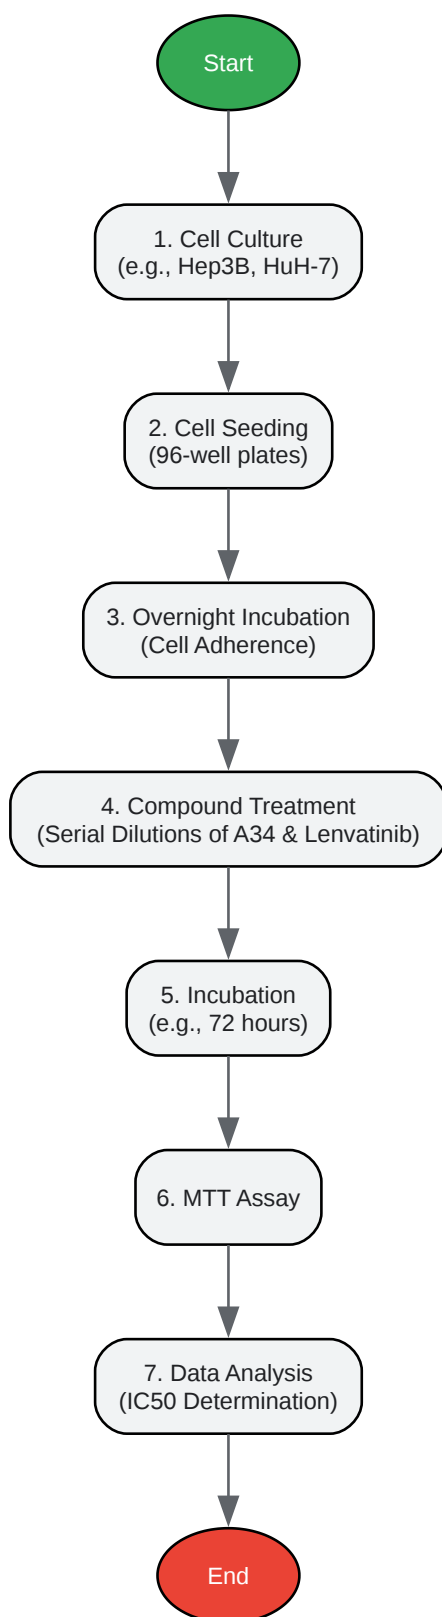 Start
1. Cell Culture
(e.g., Hep3B, HuH-7)
2. Cell Seeding
(96-well plates)
3. Overnight Incubation
(Cell Adherence)
4. Compound Treatment
(Serial Dilutions of A34 & Lenvatinib)
5. Incubation
(e.g., 72 hours)
6. MTT Assay
7. Data Analysis
(IC50 Determination)
End